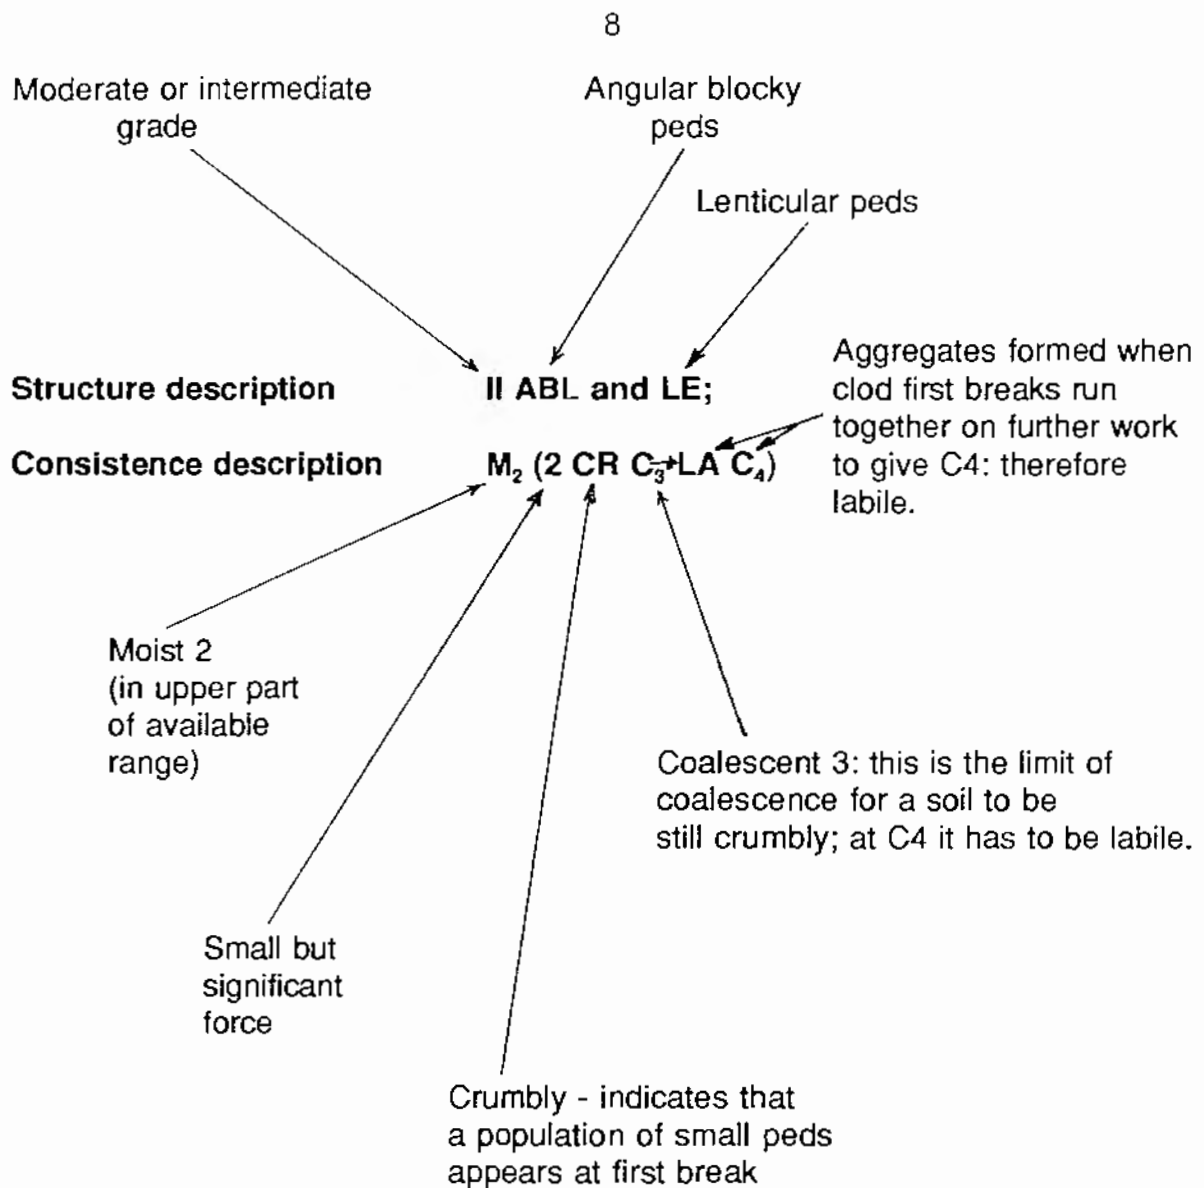 8
Moderate or intermediate
grade
Angular blocky
peds
Lenticular peds
Structure description II ABL and LE;
Consistence description M₂ (2 CR C₃→LA C₄)
Aggregates formed when
clod first breaks run
together on further work
to give C4: therefore
labile.
Moist 2
(in upper part
of available
range)
Coalescent 3: this is the limit of
coalescence for a soil to be
still crumbly; at C4 it has to be labile.
Small but
significant
force
Crumbly - indicates that
a population of small peds
appears at first break